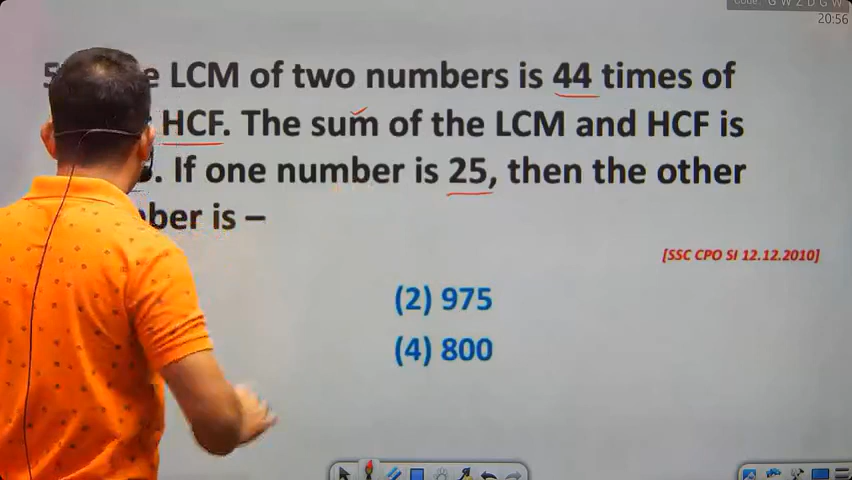 code: GWZDGW
20:56
LCM of two numbers is 44 times of
HCF. The sum of the LCM and HCF is
If one number is 25, then the other
is –
[SSC CPO SI 12.12.2010]
(2) 975
(4) 800